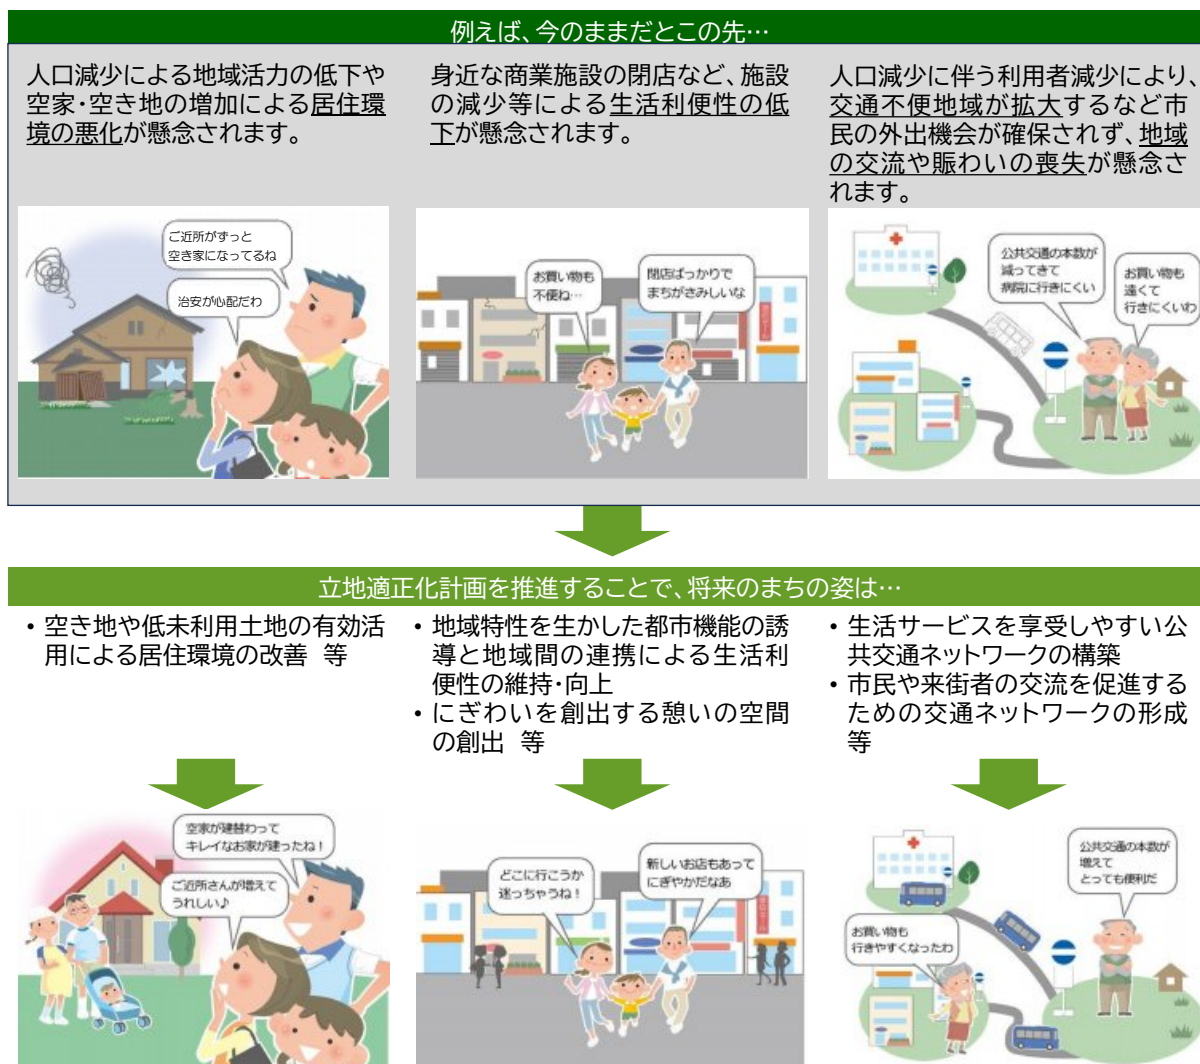 例えば、今のままだとこの先…
人口減少による地域活力の低下や
空家・空き地の増加による居住環
境の悪化が懸念されます。
身近な商業施設の閉店など、施設
の減少等による生活利便性の低
下が懸念されます。
人口減少に伴う利用者減少により、
交通不便地域が拡大するなど市
民の外出機会が確保されず、地域
の交流や賑わいの喪失が懸念さ
れます。
ご近所がずっと
空き家になってるね
治安が心配だわ
お買い物も
不便ね…
閉店ばっかりで
まちがさみしいな
公共交通の本数が
減ってきて
病院に行きにくい
お買い物も
遠くて
行きにくいわ
立地適正化計画を推進することで、将来のまちの姿は…
• 空き地や低未利用土地の有効活
用による居住環境の改善 等
• 地域特性を生かした都市機能の誘
導と地域間の連携による生活利
便性の維持・向上
• にぎわいを創出する憩いの空間
の創出 等
• 生活サービスを享受しやすい公
共交通ネットワークの構築
• 市民や来街者の交流を促進する
ための交通ネットワークの形成
等
空家が建替わって
キレイなお家が建ったね！
ご近所さんが増えて
うれしい♪
どこに行こうか
迷っちゃうね！
新しいお店もあって
にぎやかだなあ
公共交通の本数が
増えて
とっても便利だ
お買い物も
行きやすくなったわ